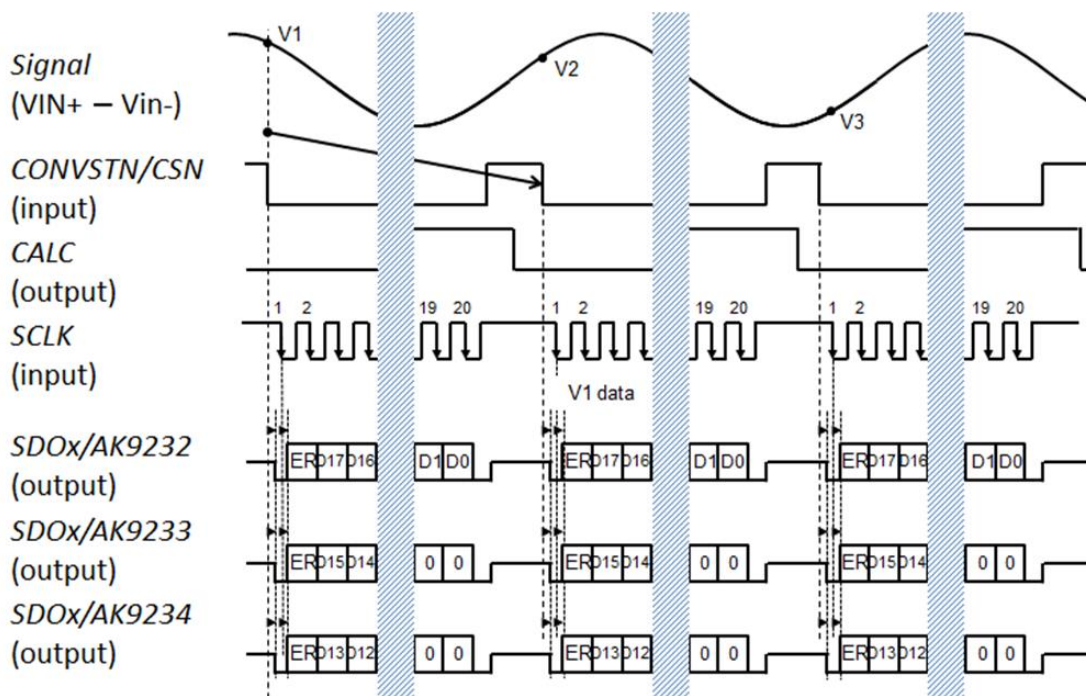 V1
V2
V3
Signal
(VIN+ − Vin-)
CONVSTN/CSN
(input)
CALC
(output)
1 2 19 20 1 2 19 20 1 2 19 20
SCLK
(input)
V1 data
SDOx/AK9232
(output)
ER D17 D16 D1 D0 ER D17 D16 D1 D0 ER D17 D16 D1 D0
SDOx/AK9233
(output)
ER D15 D14 0 0 ER D15 D14 0 0 ER D15 D14 0 0
SDOx/AK9234
(output)
ER D13 D12 0 0 ER D13 D12 0 0 ER D13 D12 0 0